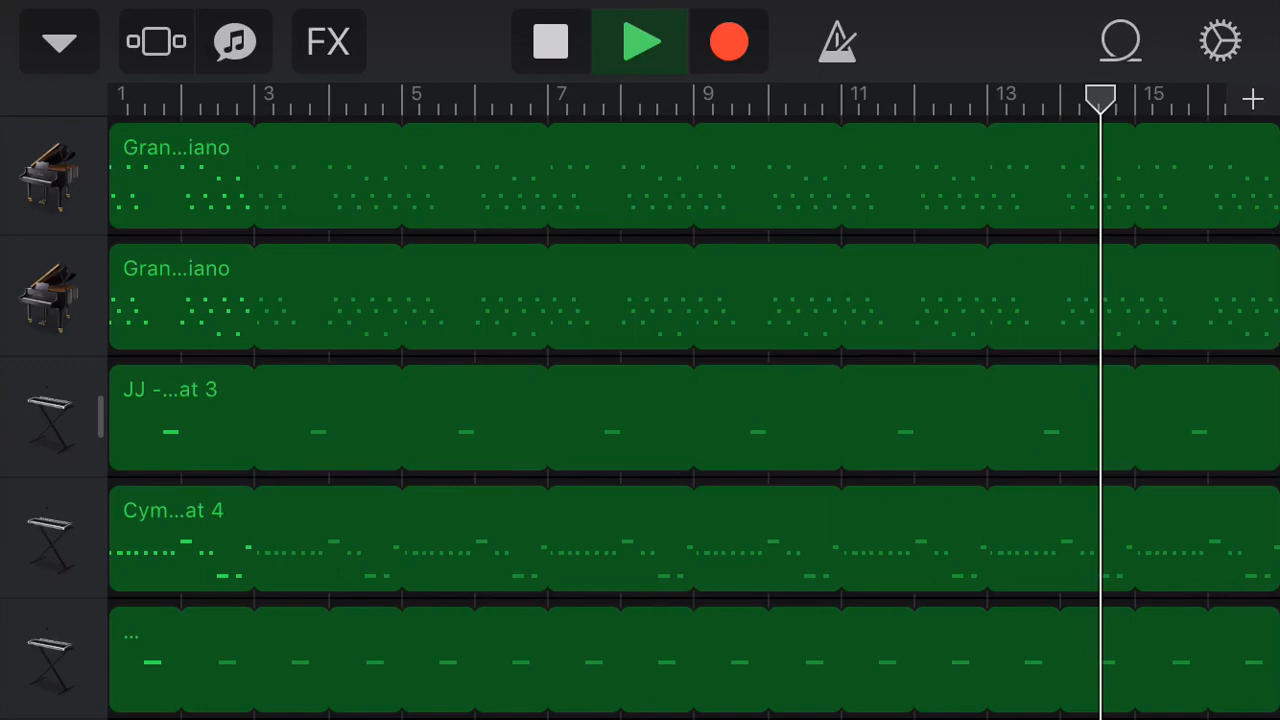 FX
1 3 5 7 9 11 13 15
Gran...iano
Gran...iano
JJ -...at 3
Cym...at 4
...